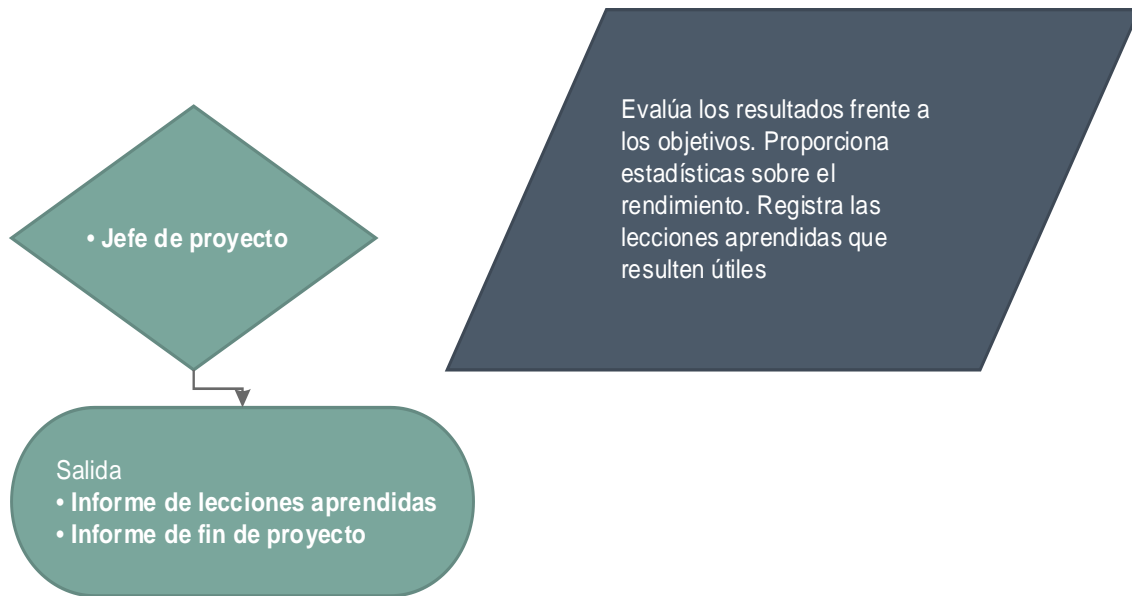 Evalúa los resultados frente a
los objetivos. Proporciona
estadísticas sobre el
rendimiento. Registra las
lecciones aprendidas que
resulten útiles
• Jefe de proyecto
Salida
• Informe de lecciones aprendidas
• Informe de fin de proyecto